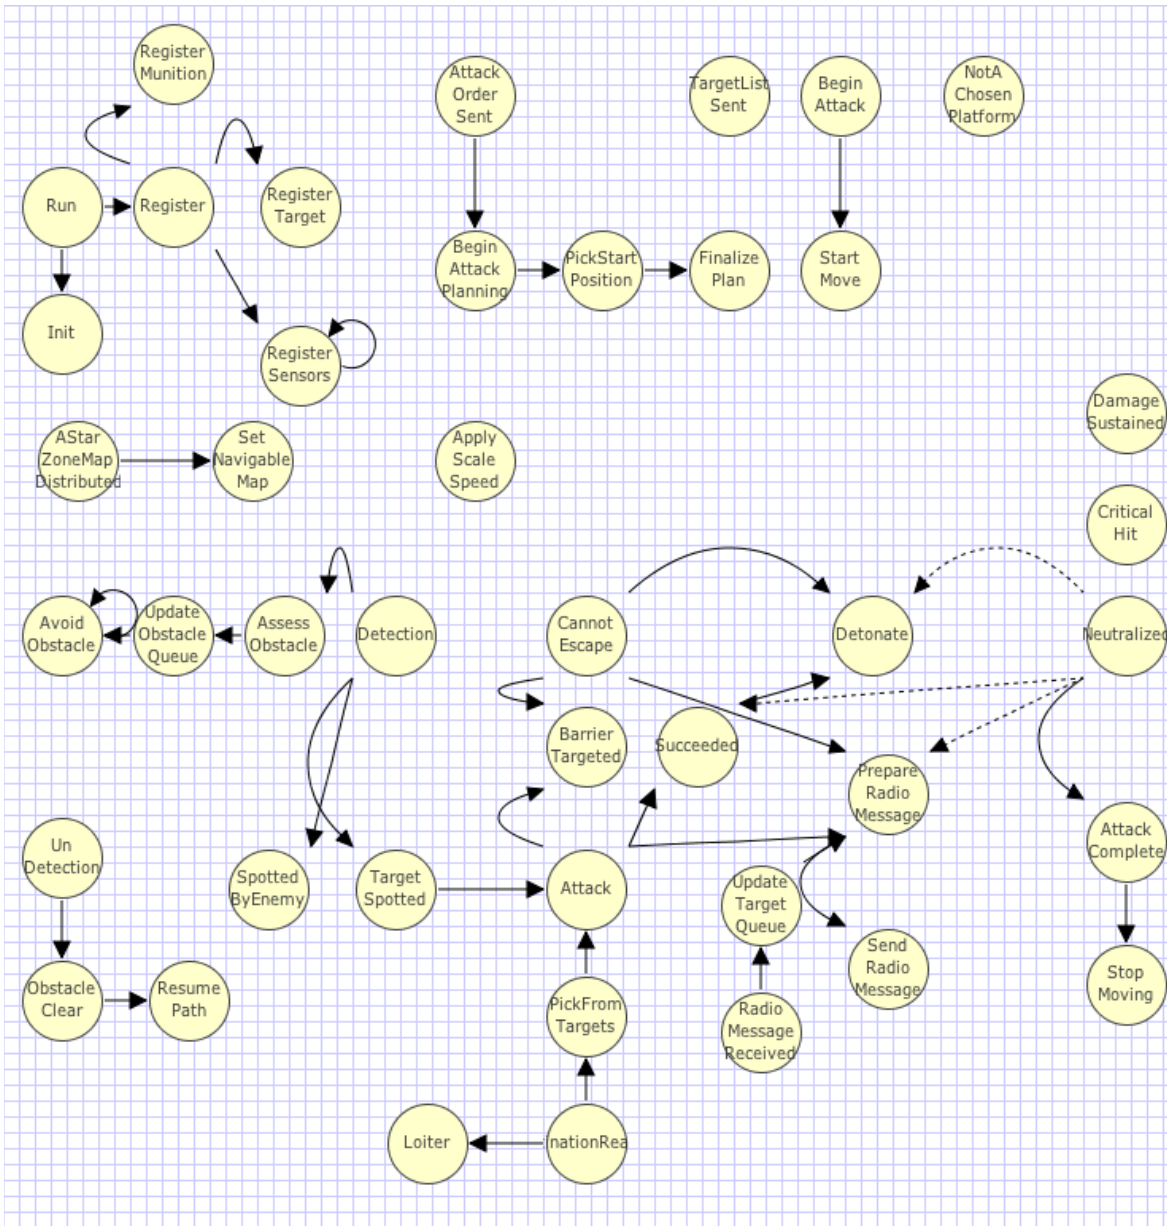 Register
Munition
Attack
Order
Sent
TargetList
Sent
Begin
Attack
NotA
Chosen
Platform
Run
Register
Register
Target
Begin
Attack
Planning
PickStart
Position
Finalize
Plan
Start
Move
Init
Register
Sensors
Damage
Sustained
AStar
ZoneMap
Distributed
Set
Navigable
Map
Apply
Scale
Speed
Critical
Hit
Avoid
Obstacle
Update
Obstacle
Queue
Assess
Obstacle
Detection
Cannot
Escape
Detonate
Neutralized
Barrier
Targeted
Succeeded
Prepare
Radio
Message
Un
Detection
Attack
Complete
Spotted
ByEnemy
Target
Spotted
Attack
Update
Target
Queue
Send
Radio
Message
Obstacle
Clear
Resume
Path
PickFrom
Targets
Radio
Message
Received
Stop
Moving
Loiter
nationRea